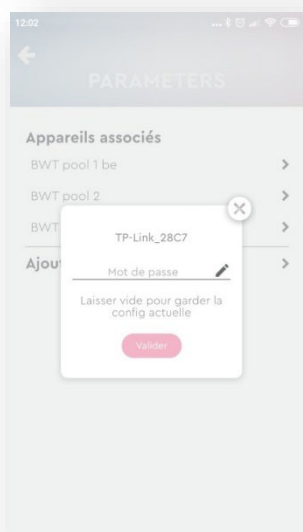 12:02
PARAMETERS
Appareils associés
BWT pool 1 be
BWT pool 2
BWT
Ajou
TP-Link_28C7
Mot de passe
Laisser vide pour garder la
config actuelle
Valider